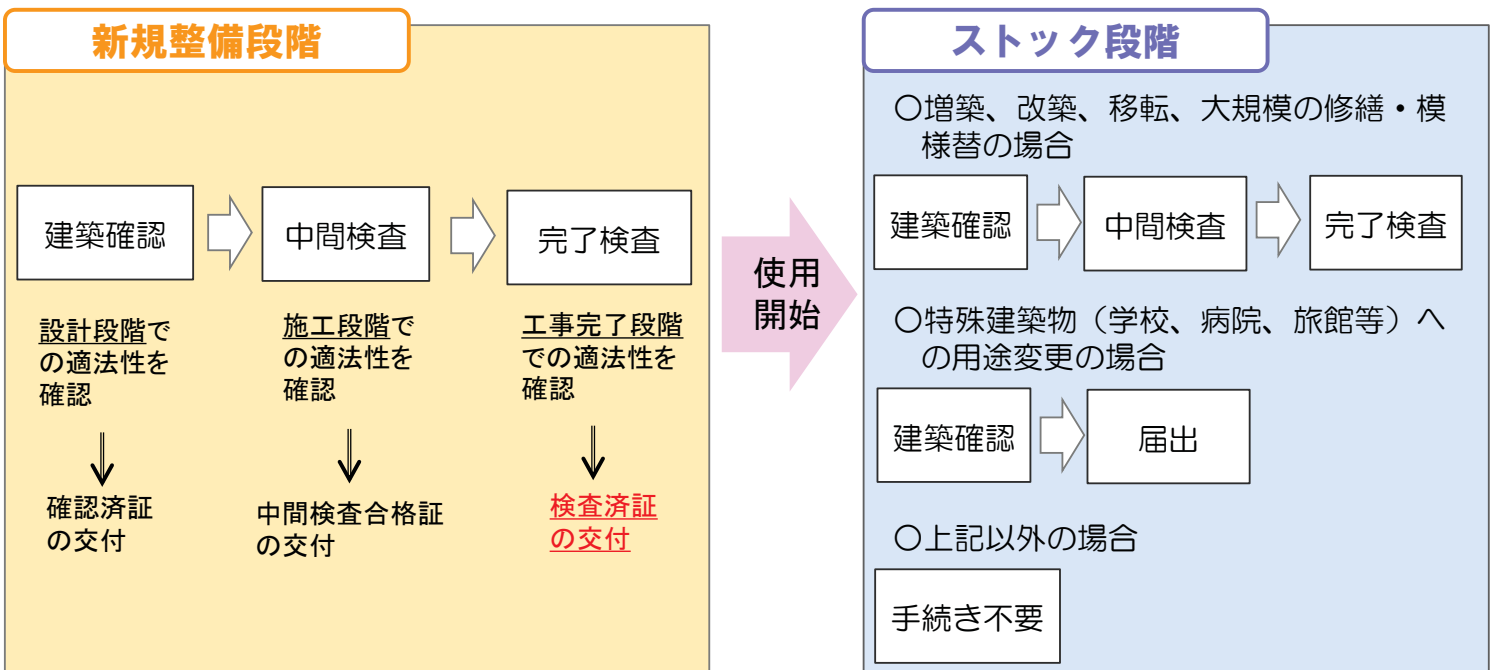 新規整備段階
建築確認
中間検査
完了検査
設計段階で
の適法性を
確認
施工段階で
の適法性を
確認
工事完了段階
での適法性を
確認
確認済証
の交付
中間検査合格証
の交付
検査済証
の交付
使用
開始
ストック段階
〇増築、改築、移転、大規模の修繕・模
様替の場合
建築確認
中間検査
完了検査
〇特殊建築物（学校、病院、旅館等）へ
の用途変更の場合
建築確認
届出
〇上記以外の場合
手続き不要